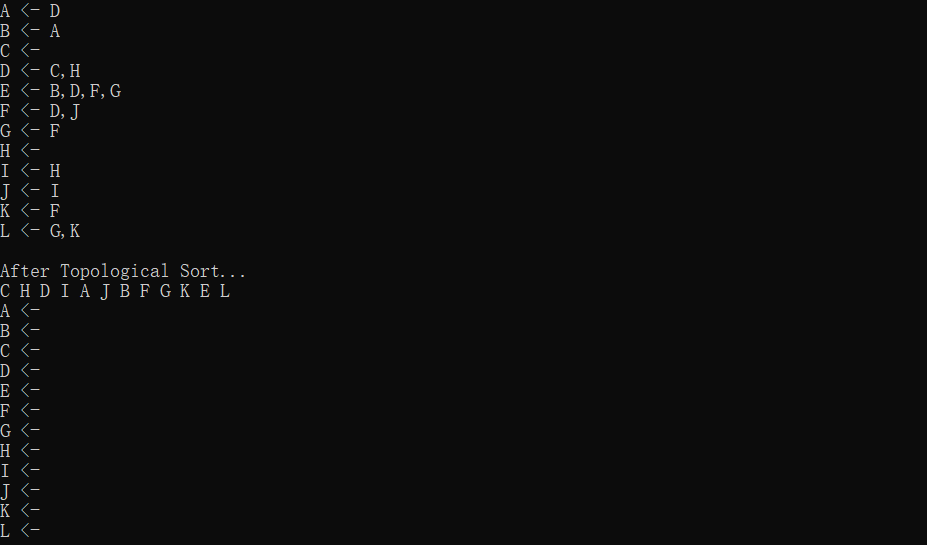 A <- D
B <- A
C <-
D <- C,H
E <- B,D,F,G
F <- D,J
G <- F
H <-
I <- H
J <- I
K <- F
L <- G,K
After Topological Sort...
C H D I A J B F G K E L
A <-
B <-
C <-
D <-
E <-
F <-
G <-
H <-
I <-
J <-
K <-
L <-